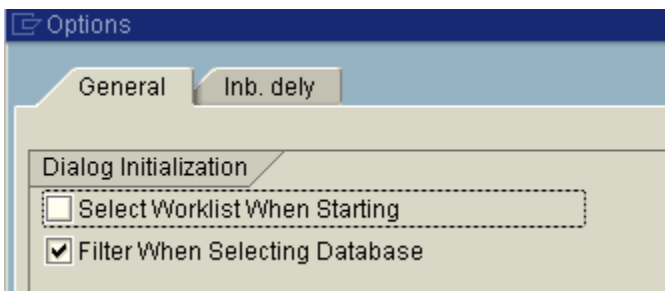 Options
General Inb. dely
Dialog Initialization
Select Worklist When Starting
Filter When Selecting Database